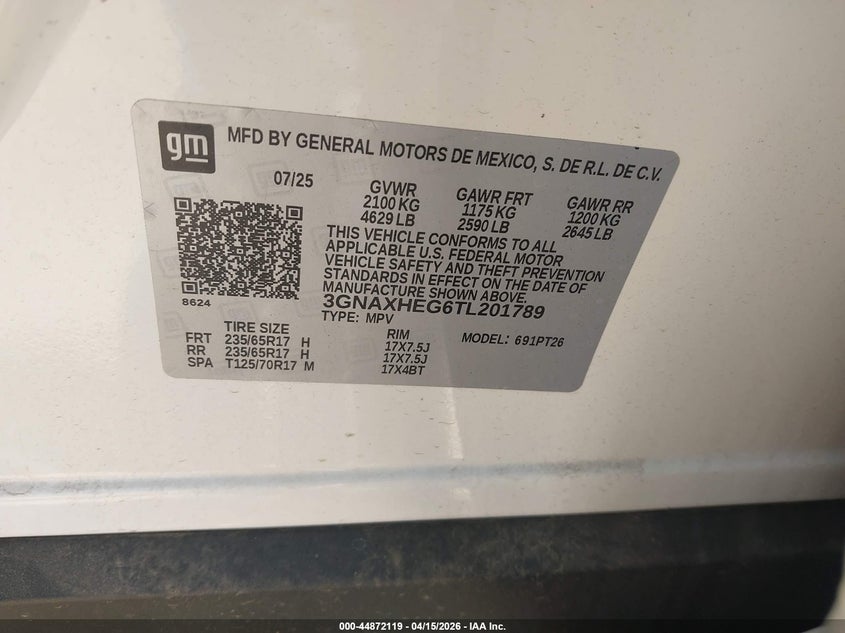 gm MFD BY GENERAL MOTORS DE MEXICO, S. DE R.L. DE C.V.
07/25 GVWR GAWR FRT GAWR RR
2100 KG 1175 KG 1200 KG
4629 LB 2590 LB 2645 LB
THIS VEHICLE CONFORMS TO ALL
APPLICABLE U.S. FEDERAL MOTOR
VEHICLE SAFETY AND THEFT PREVENTION
STANDARDS IN EFFECT ON THE DATE OF
MANUFACTURE SHOWN ABOVE.
8624 3GNAXHEG6TL201789
TYPE: MPV
TIRE SIZE RIM MODEL: 691PT26
FRT 235/65R17 H 17X7.5J
RR 235/65R17 H 17X7.5J
SPA T125/70R17 M 17X4BT
000-44872119 - 04/15/2026 - IAA Inc.